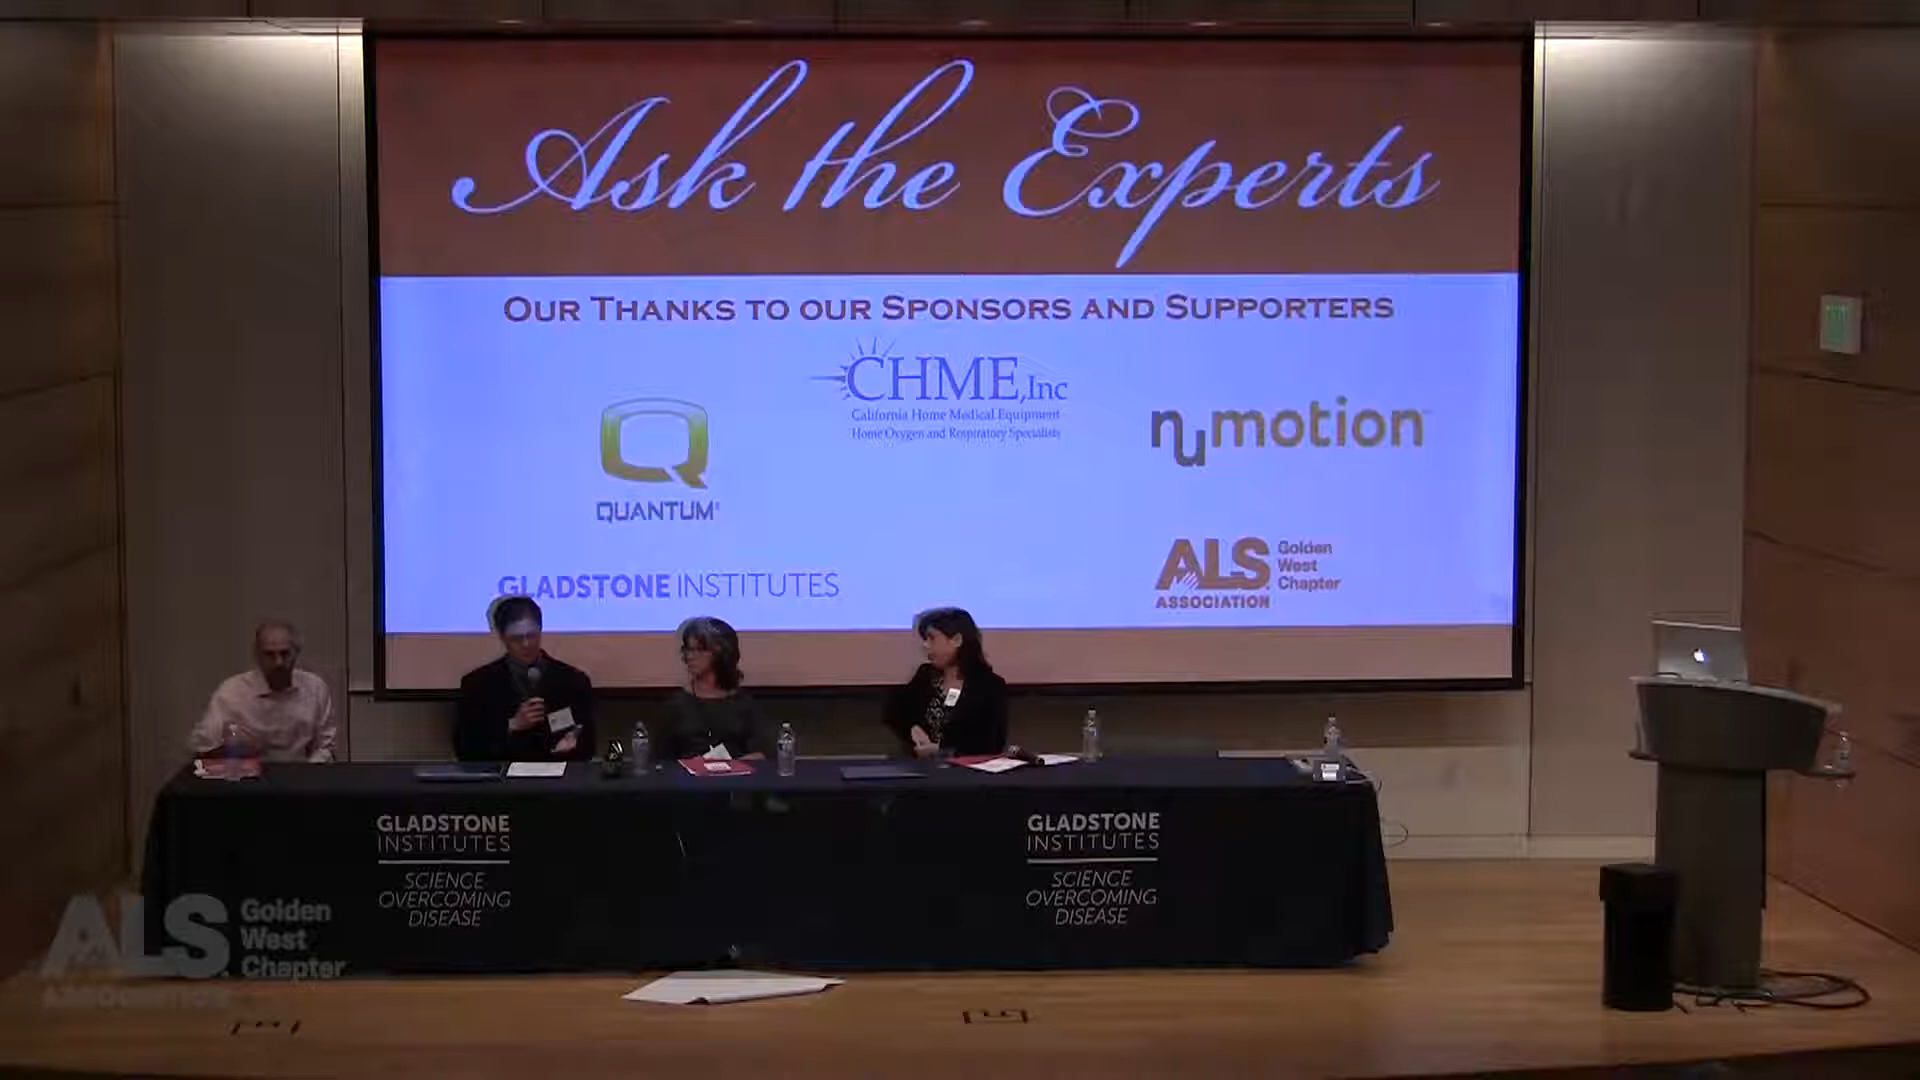 Ask the Experts
OUR THANKS TO OUR SPONSORS AND SUPPORTERS
CHME, Inc
California Home Medical Equipment
Home Oxygen and Respiratory Specialists
numotion
QUANTUM
ALS Golden
West
Chapter
ASSOCIATION
GLADSTONE INSTITUTES
GLADSTONE
INSTITUTES
SCIENCE
OVERCOMING
DISEASE
GLADSTONE
INSTITUTES
SCIENCE
OVERCOMING
DISEASE
ALS Golden
West
Chapter
ASSOCIATION